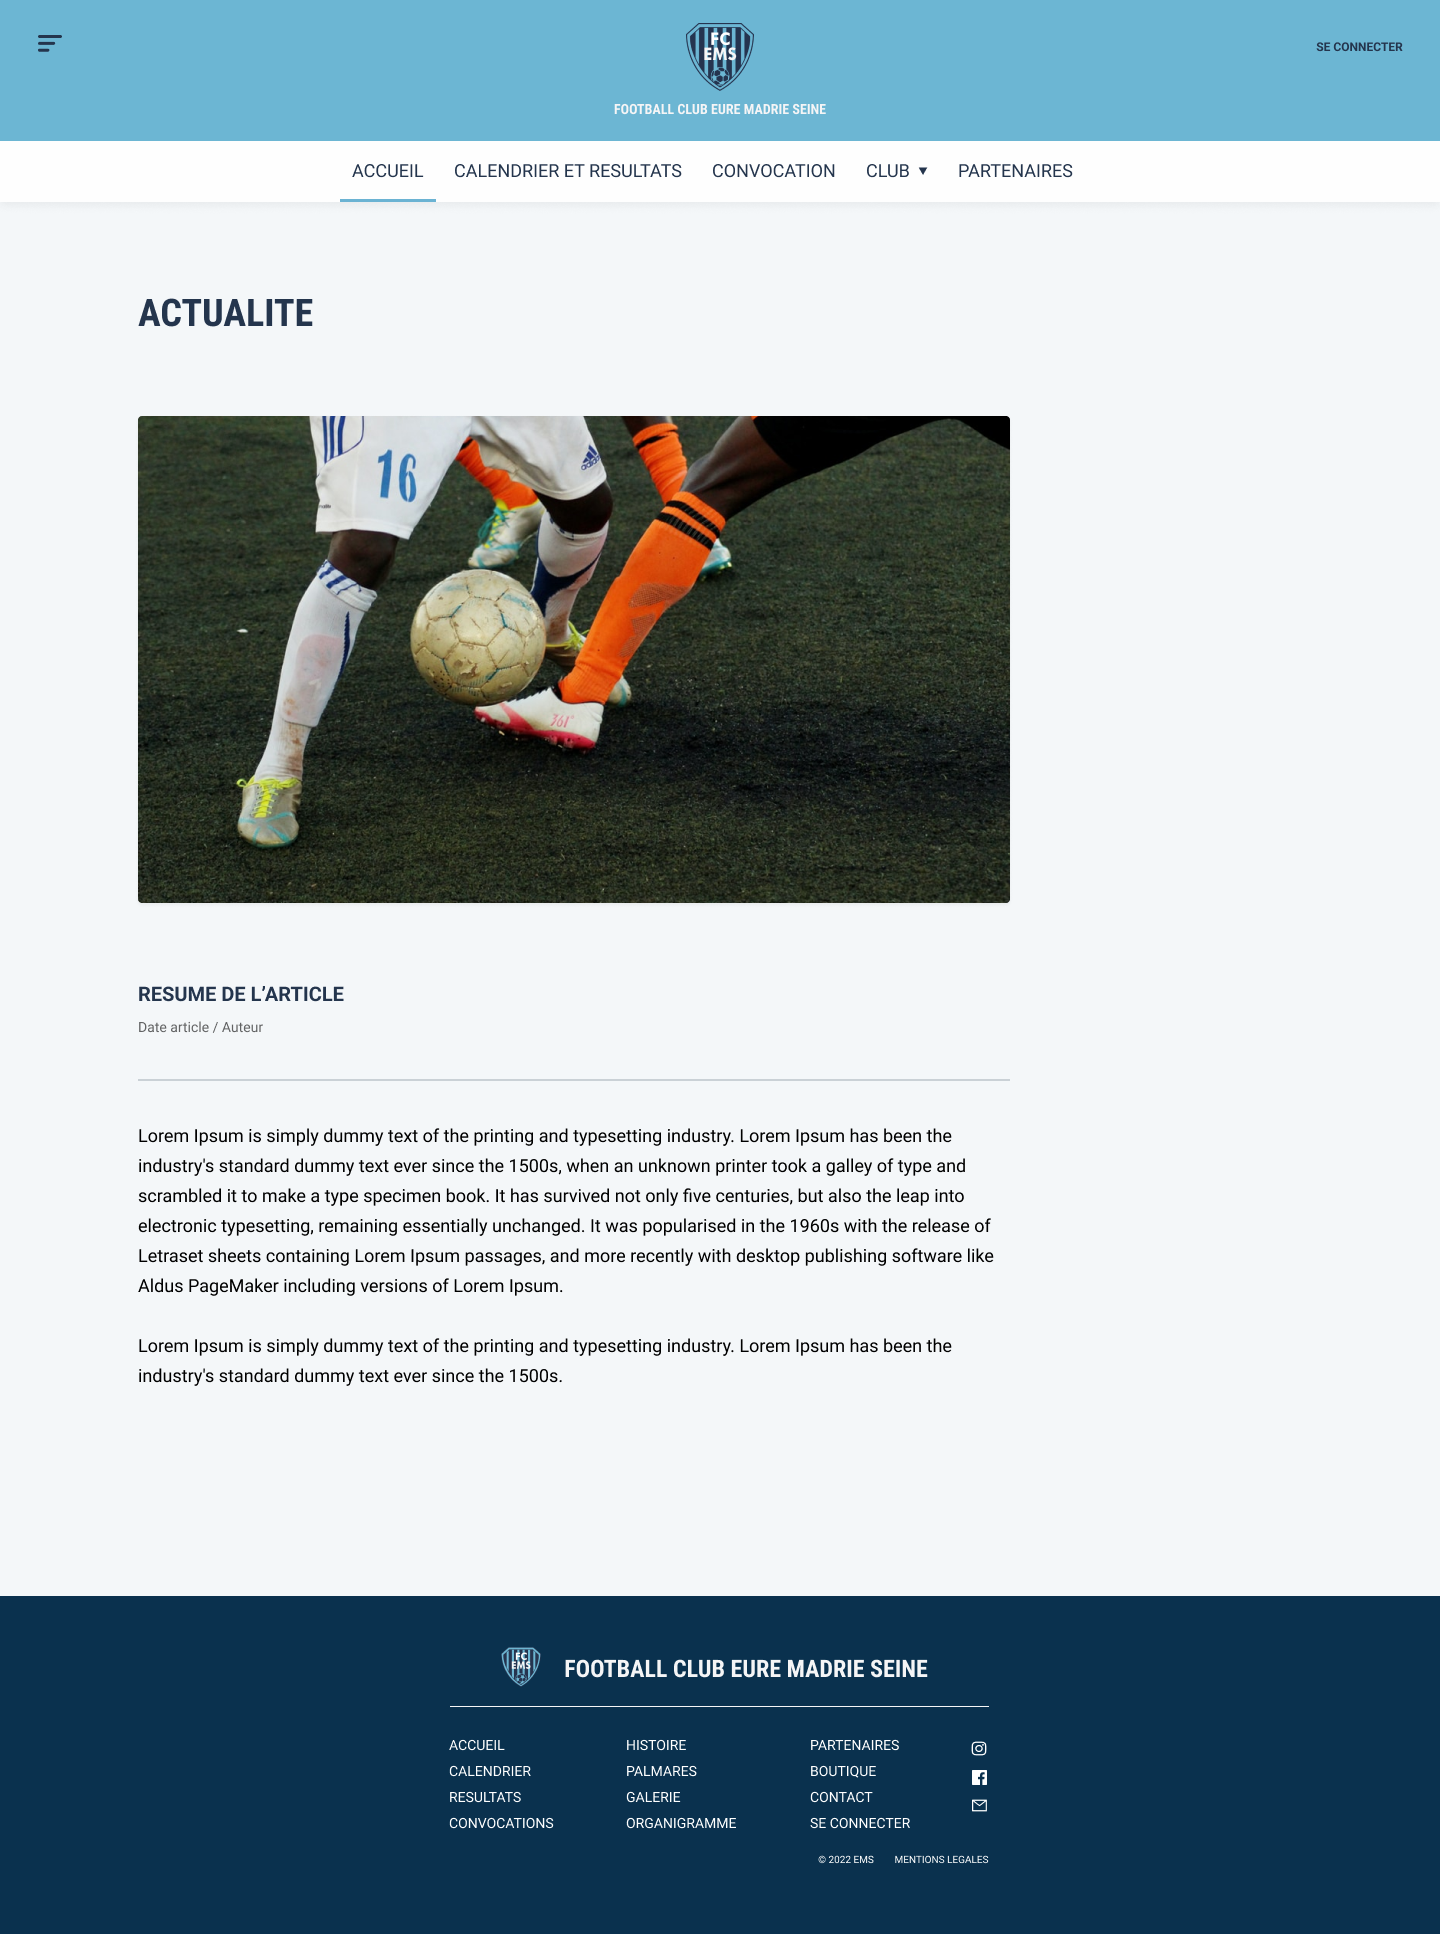 FC
EMS
SE CONNECTER
FOOTBALL CLUB EURE MADRIE SEINE
ACCUEIL CALENDRIER ET RESULTATS CONVOCATION CLUB ▼ PARTENAIRES
ACTUALITE
16
adidas
361°
RESUME DE L’ARTICLE
Date article / Auteur
Lorem Ipsum is simply dummy text of the printing and typesetting industry. Lorem Ipsum has been the
industry's standard dummy text ever since the 1500s, when an unknown printer took a galley of type and
scrambled it to make a type specimen book. It has survived not only five centuries, but also the leap into
electronic typesetting, remaining essentially unchanged. It was popularised in the 1960s with the release of
Letraset sheets containing Lorem Ipsum passages, and more recently with desktop publishing software like
Aldus PageMaker including versions of Lorem Ipsum.
Lorem Ipsum is simply dummy text of the printing and typesetting industry. Lorem Ipsum has been the
industry's standard dummy text ever since the 1500s.
FC
EMS
FOOTBALL CLUB EURE MADRIE SEINE
ACCUEIL HISTOIRE PARTENAIRES
CALENDRIER PALMARES BOUTIQUE
RESULTATS GALERIE CONTACT
CONVOCATIONS ORGANIGRAMME SE CONNECTER
© 2022 EMS MENTIONS LEGALES